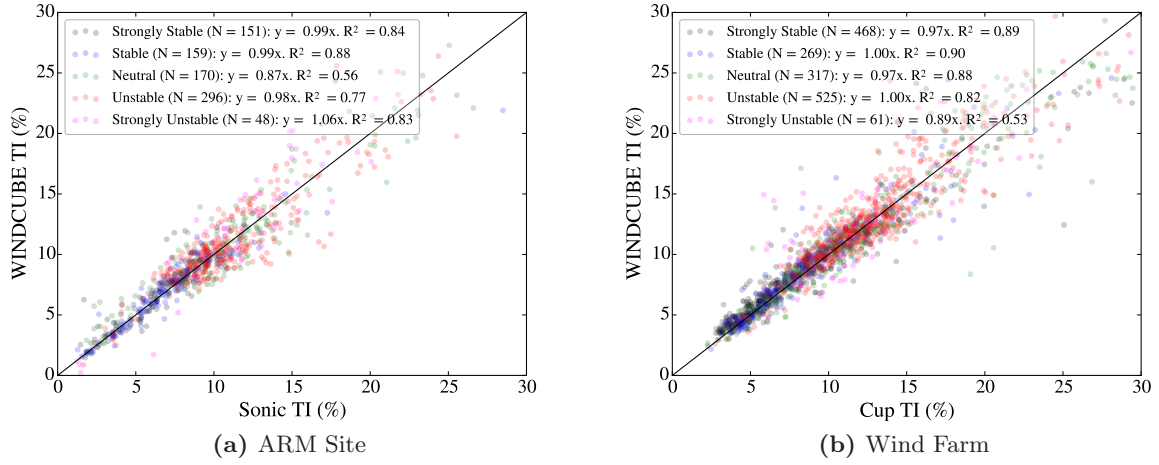 Strongly Stable (N = 151): y = 0.99x. R² = 0.84
Stable (N = 159): y = 0.99x. R² = 0.88
Neutral (N = 170): y = 0.87x. R² = 0.56
Unstable (N = 296): y = 0.98x. R² = 0.77
Strongly Unstable (N = 48): y = 1.06x. R² = 0.83
30
25
20
15
10
5
0
WINDCUBE TI (%)
0 5 10 15 20 25 30
Sonic TI (%)
(a) ARM Site
Strongly Stable (N = 468): y = 0.97x. R² = 0.89
Stable (N = 269): y = 1.00x. R² = 0.90
Neutral (N = 317): y = 0.97x. R² = 0.88
Unstable (N = 525): y = 1.00x. R² = 0.82
Strongly Unstable (N = 61): y = 0.89x. R² = 0.53
30
25
20
15
10
5
0
WINDCUBE TI (%)
0 5 10 15 20 25 30
Cup TI (%)
(b) Wind Farm